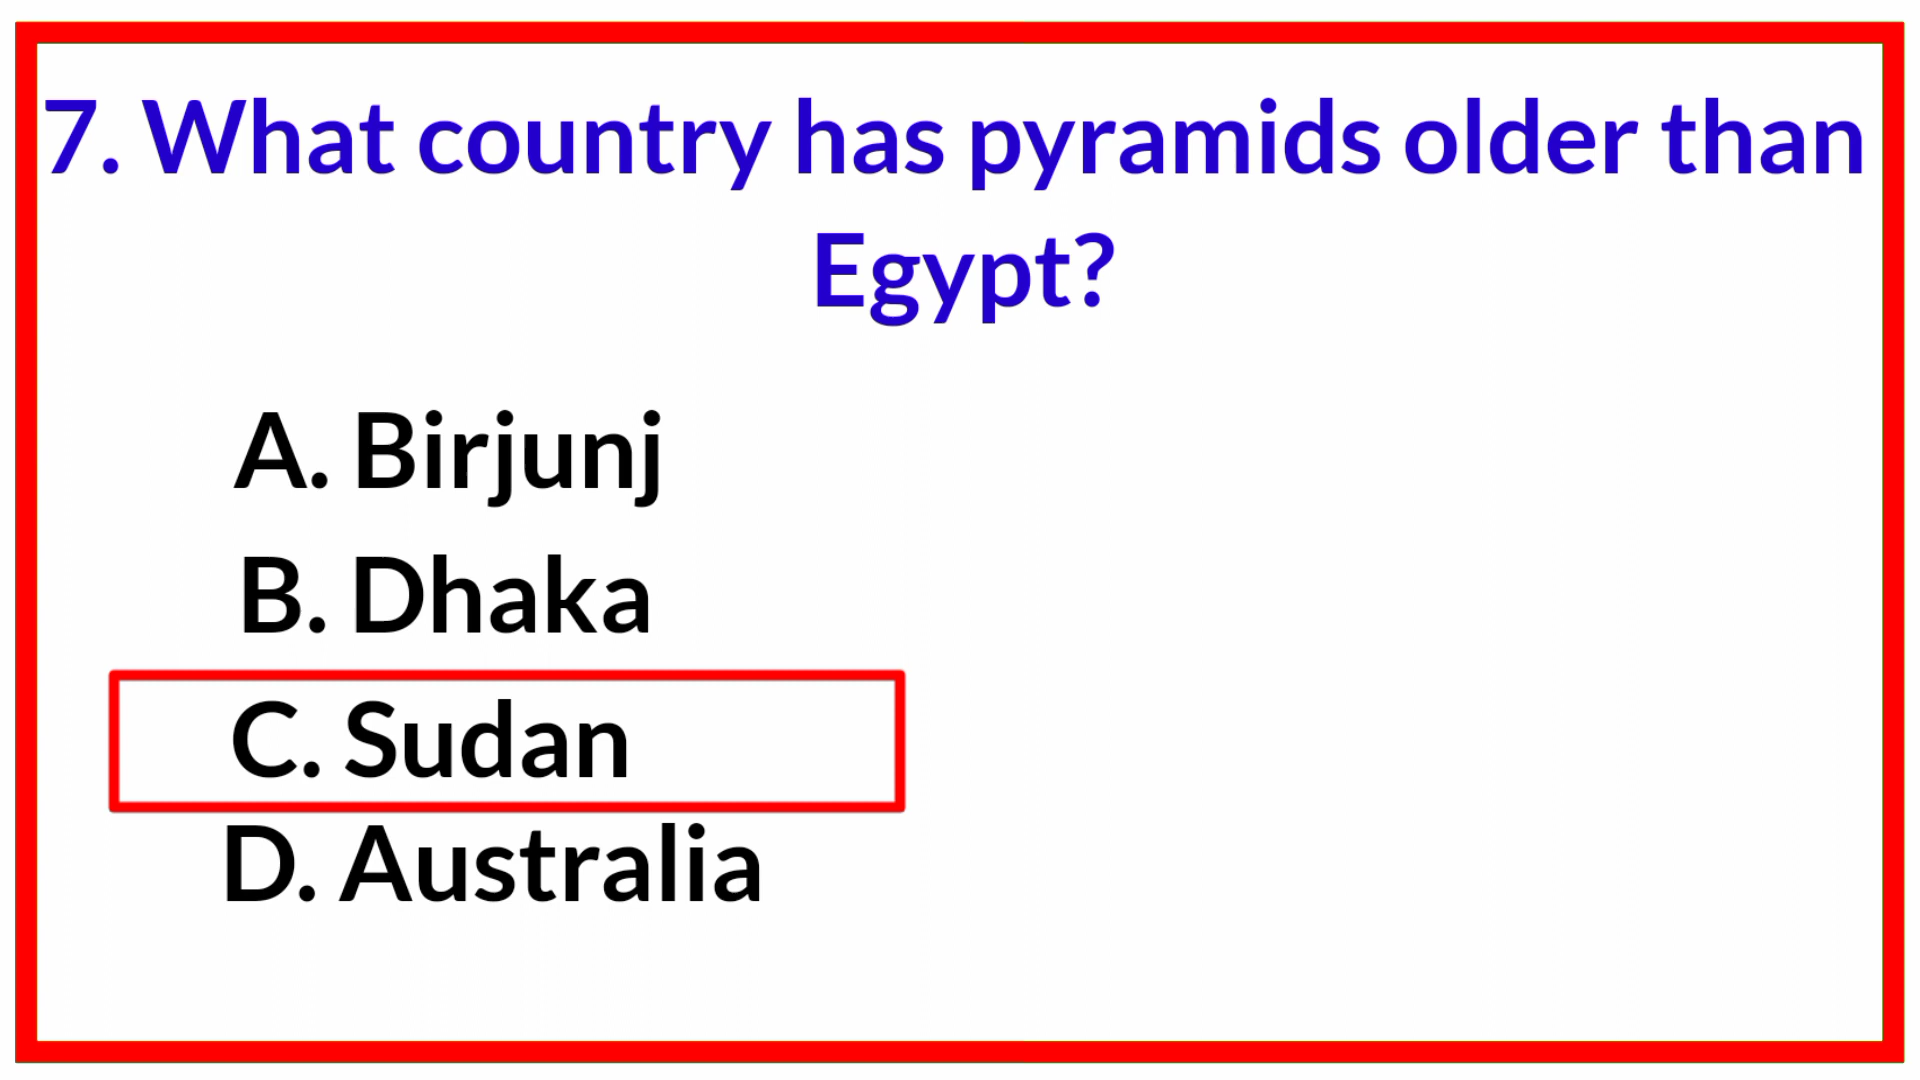 7. What country has pyramids older than
Egypt?
A. Birjunj
B. Dhaka
C. Sudan
D. Australia